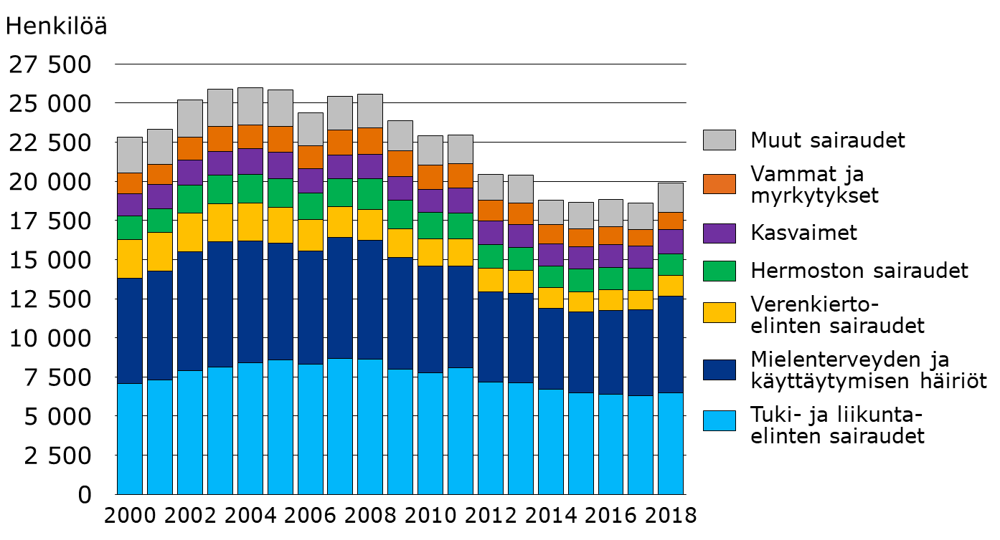 Henkilöä
27 500
25 000
22 500
20 000
17 500
15 000
12 500
10 000
7 500
5 000
2 500
0
2000 2002 2004 2006 2008 2010 2012 2014 2016 2018
Muut sairaudet
Vammat ja
myrkytykset
Kasvaimet
Hermoston sairaudet
Verenkierto-
elinten sairaudet
Mielenterveyden ja
käyttäytymisen häiriöt
Tuki- ja liikunta-
elinten sairaudet